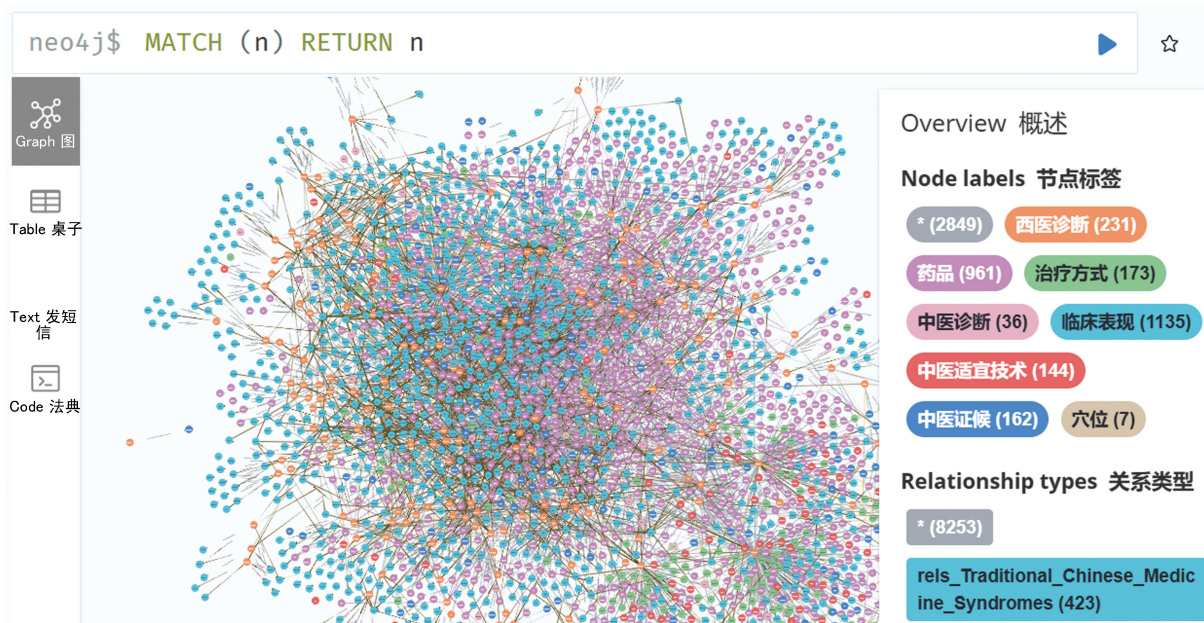 neo4j$ MATCH (n) RETURN n
Graph 图
Table 桌子
Text 发短
信
Code 法典
Overview 概述
Node labels 节点标签
* (2849) 西医诊断 (231)
药品 (961) 治疗方式 (173)
中医诊断 (36) 临床表现 (1135)
中医适宜技术 (144)
中医证候 (162) 穴位 (7)
Relationship types 关系类型
* (8253)
rels_Traditional_Chinese_Medic
ine_Syndromes (423)